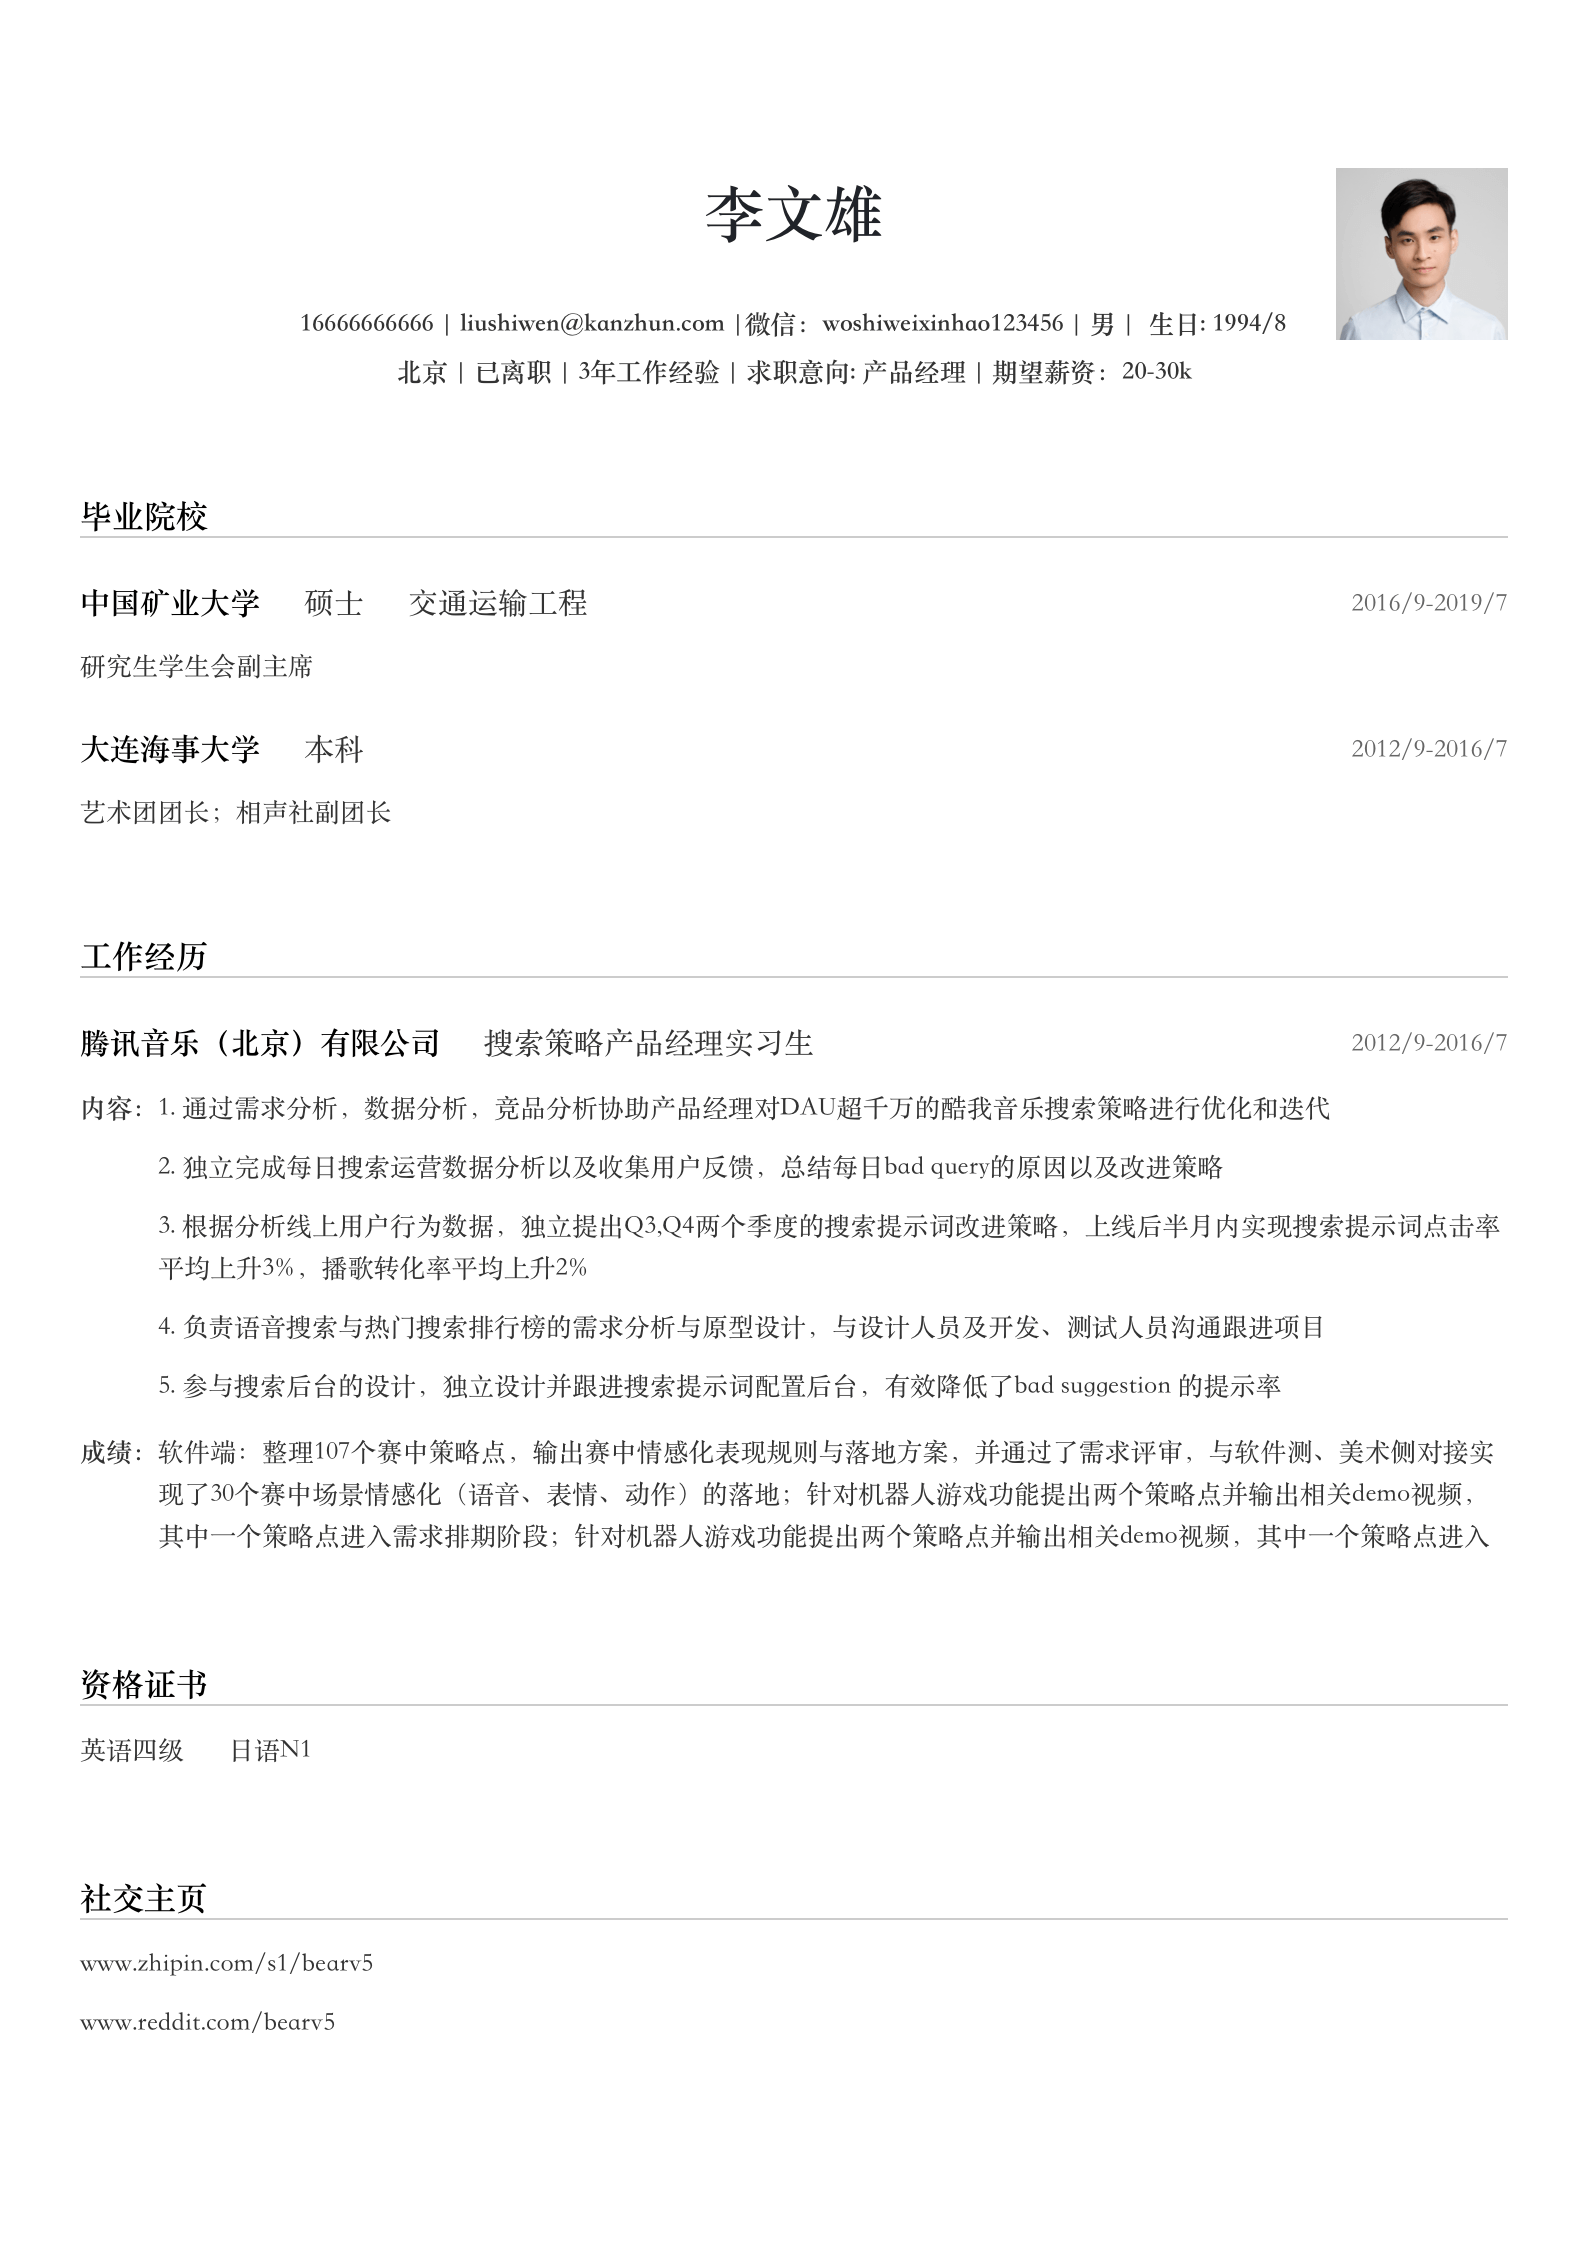 李文雄
16666666666 | liushiwen@kanzhun.com |微信：woshiweixinhao123456 | 男 | 生日: 1994/8
北京 | 已离职 | 3年工作经验 | 求职意向: 产品经理 | 期望薪资：20-30k
毕业院校
中国矿业大学 硕士 交通运输工程 2016/9-2019/7
研究生学生会副主席
大连海事大学 本科 2012/9-2016/7
艺术团团长；相声社副团长
工作经历
腾讯音乐（北京）有限公司 搜索策略产品经理实习生 2012/9-2016/7
内容：1. 通过需求分析，数据分析，竞品分析协助产品经理对DAU超千万的酷我音乐搜索策略进行优化和迭代
2. 独立完成每日搜索运营数据分析以及收集用户反馈，总结每日bad query的原因以及改进策略
3. 根据分析线上用户行为数据，独立提出Q3,Q4两个季度的搜索提示词改进策略，上线后半月内实现搜索提示词点击率
平均上升3%，播歌转化率平均上升2%
4. 负责语音搜索与热门搜索排行榜的需求分析与原型设计，与设计人员及开发、测试人员沟通跟进项目
5. 参与搜索后台的设计，独立设计并跟进搜索提示词配置后台，有效降低了bad suggestion 的提示率
成绩：软件端：整理107个赛中策略点，输出赛中情感化表现规则与落地方案，并通过了需求评审，与软件测、美术侧对接实
现了30个赛中场景情感化（语音、表情、动作）的落地；针对机器人游戏功能提出两个策略点并输出相关demo视频，
其中一个策略点进入需求排期阶段；针对机器人游戏功能提出两个策略点并输出相关demo视频，其中一个策略点进入
资格证书
英语四级 日语N1
社交主页
www.zhipin.com/s1/bearv5
www.reddit.com/bearv5